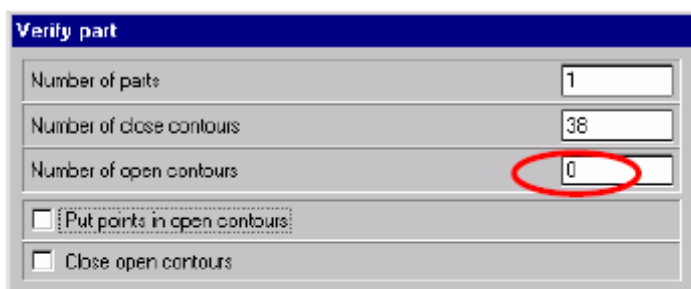 Verify part
Number of parts 1
Number of close contours 38
Number of open contours 0
Put points in open contours
Close open contours